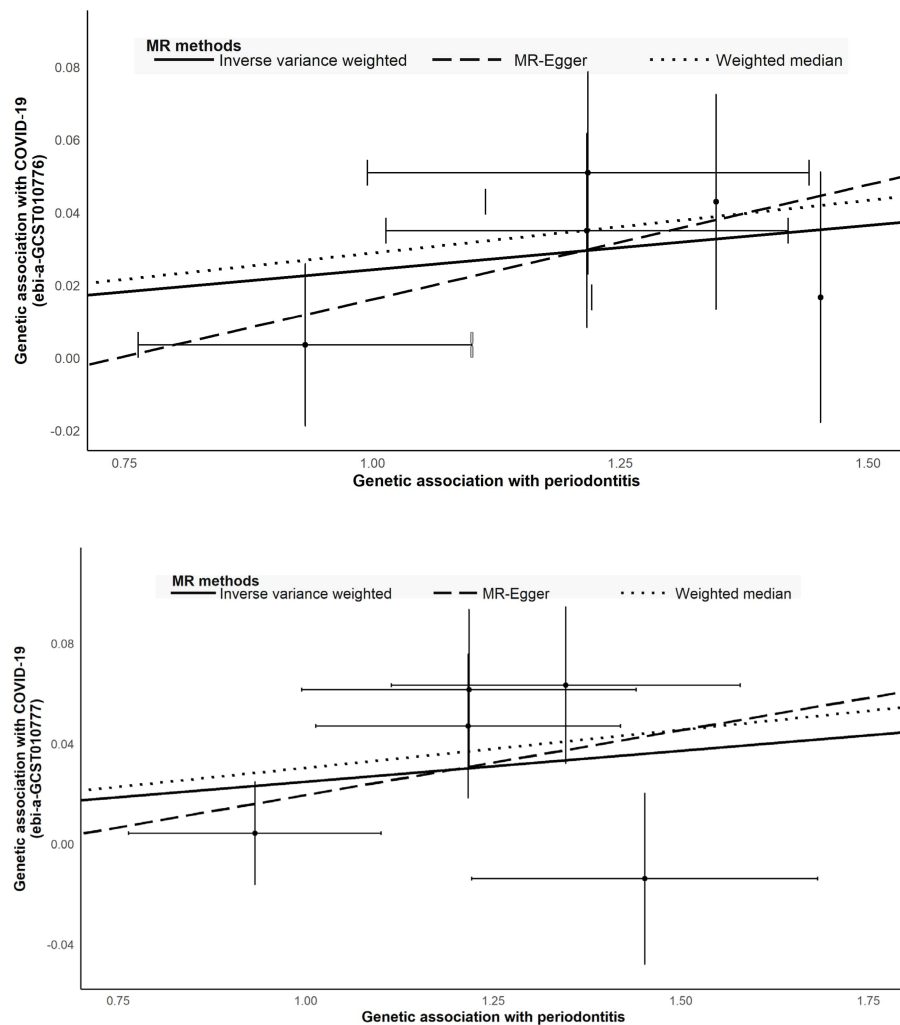 MR methods
Inverse variance weighted MR-Egger Weighted median
0.08
0.06
0.04
0.02
0.00
-0.02
Genetic association with COVID-19
(ebi-a-GCST010776)
0.75 1.00 1.25 1.50
Genetic association with periodontitis
MR methods
Inverse variance weighted MR-Egger Weighted median
0.08
0.04
0.00
-0.04
Genetic association with COVID-19
(ebi-a-GCST010777)
0.75 1.00 1.25 1.50 1.75
Genetic association with periodontitis